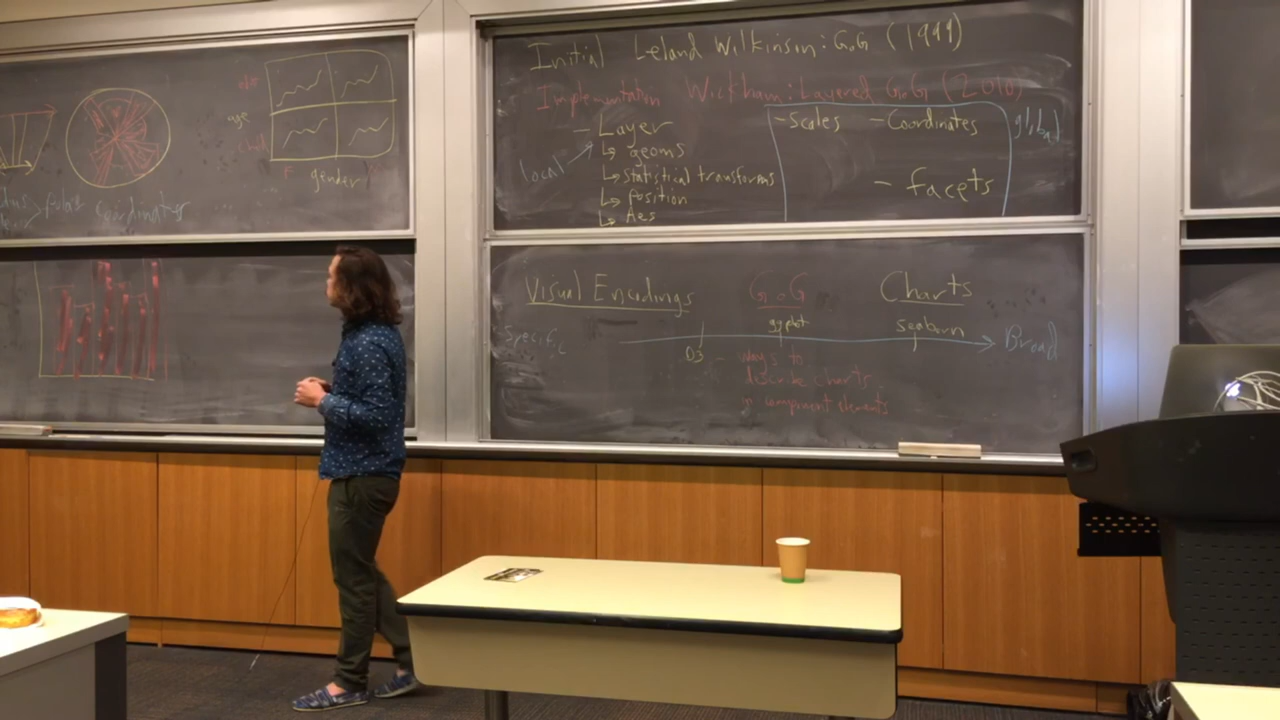 age
gender
polar coordinates
Initial Leland Wilkinson: GoG (1999)
Implementation Wickham: Layered GoG (2010)
- Layer
↳ geoms
↳ statistical transforms
↳ position
↳ Aes
local
- Scales - Coordinates
- facets
global
Visual Encodings GoG Charts
Specific ggplot seaborn Broad
D3 - ways to
describe charts
in component elements